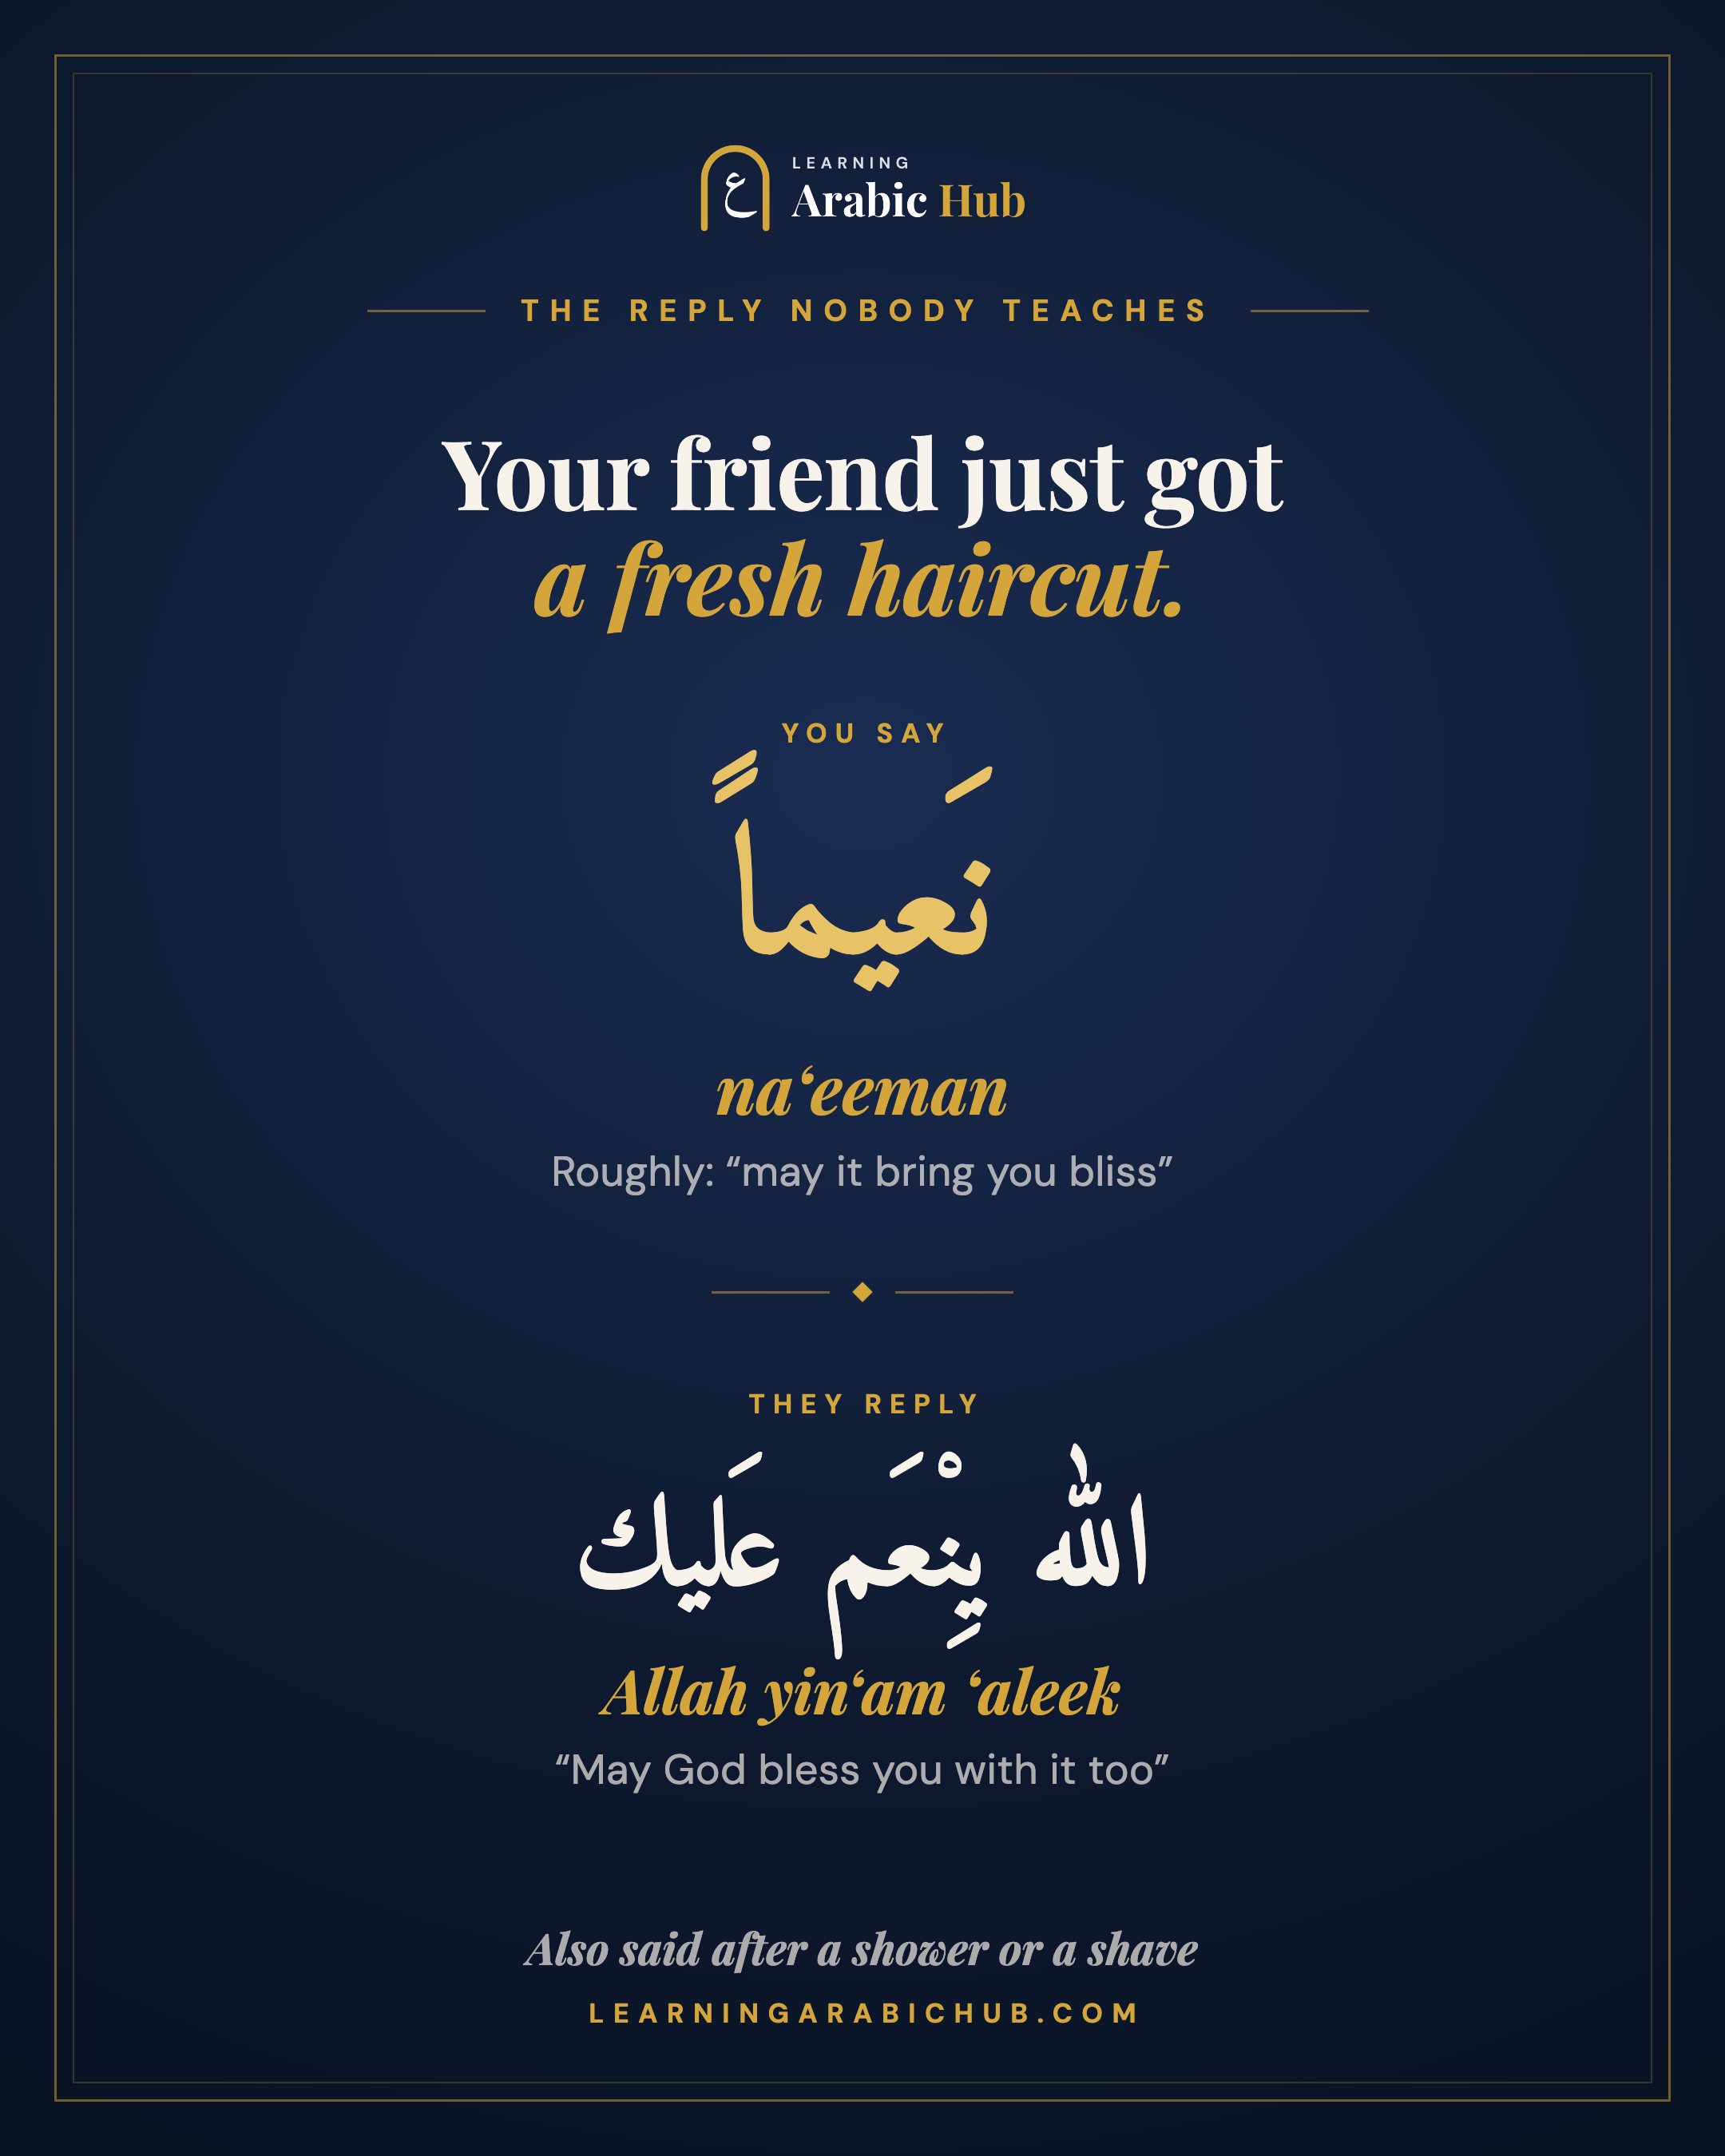 ع
LEARNING
Arabic Hub
THE REPLY NOBODY TEACHES
Your friend just got
a fresh haircut.
YOU SAY
نَعيماً
na‘eeman
Roughly: “may it bring you bliss”
THEY REPLY
اللّٰه يِنْعَم عَليك
Allah yin‘am ‘aleek
“May God bless you with it too”
Also said after a shower or a shave
LEARNINGARABICHUB.COM